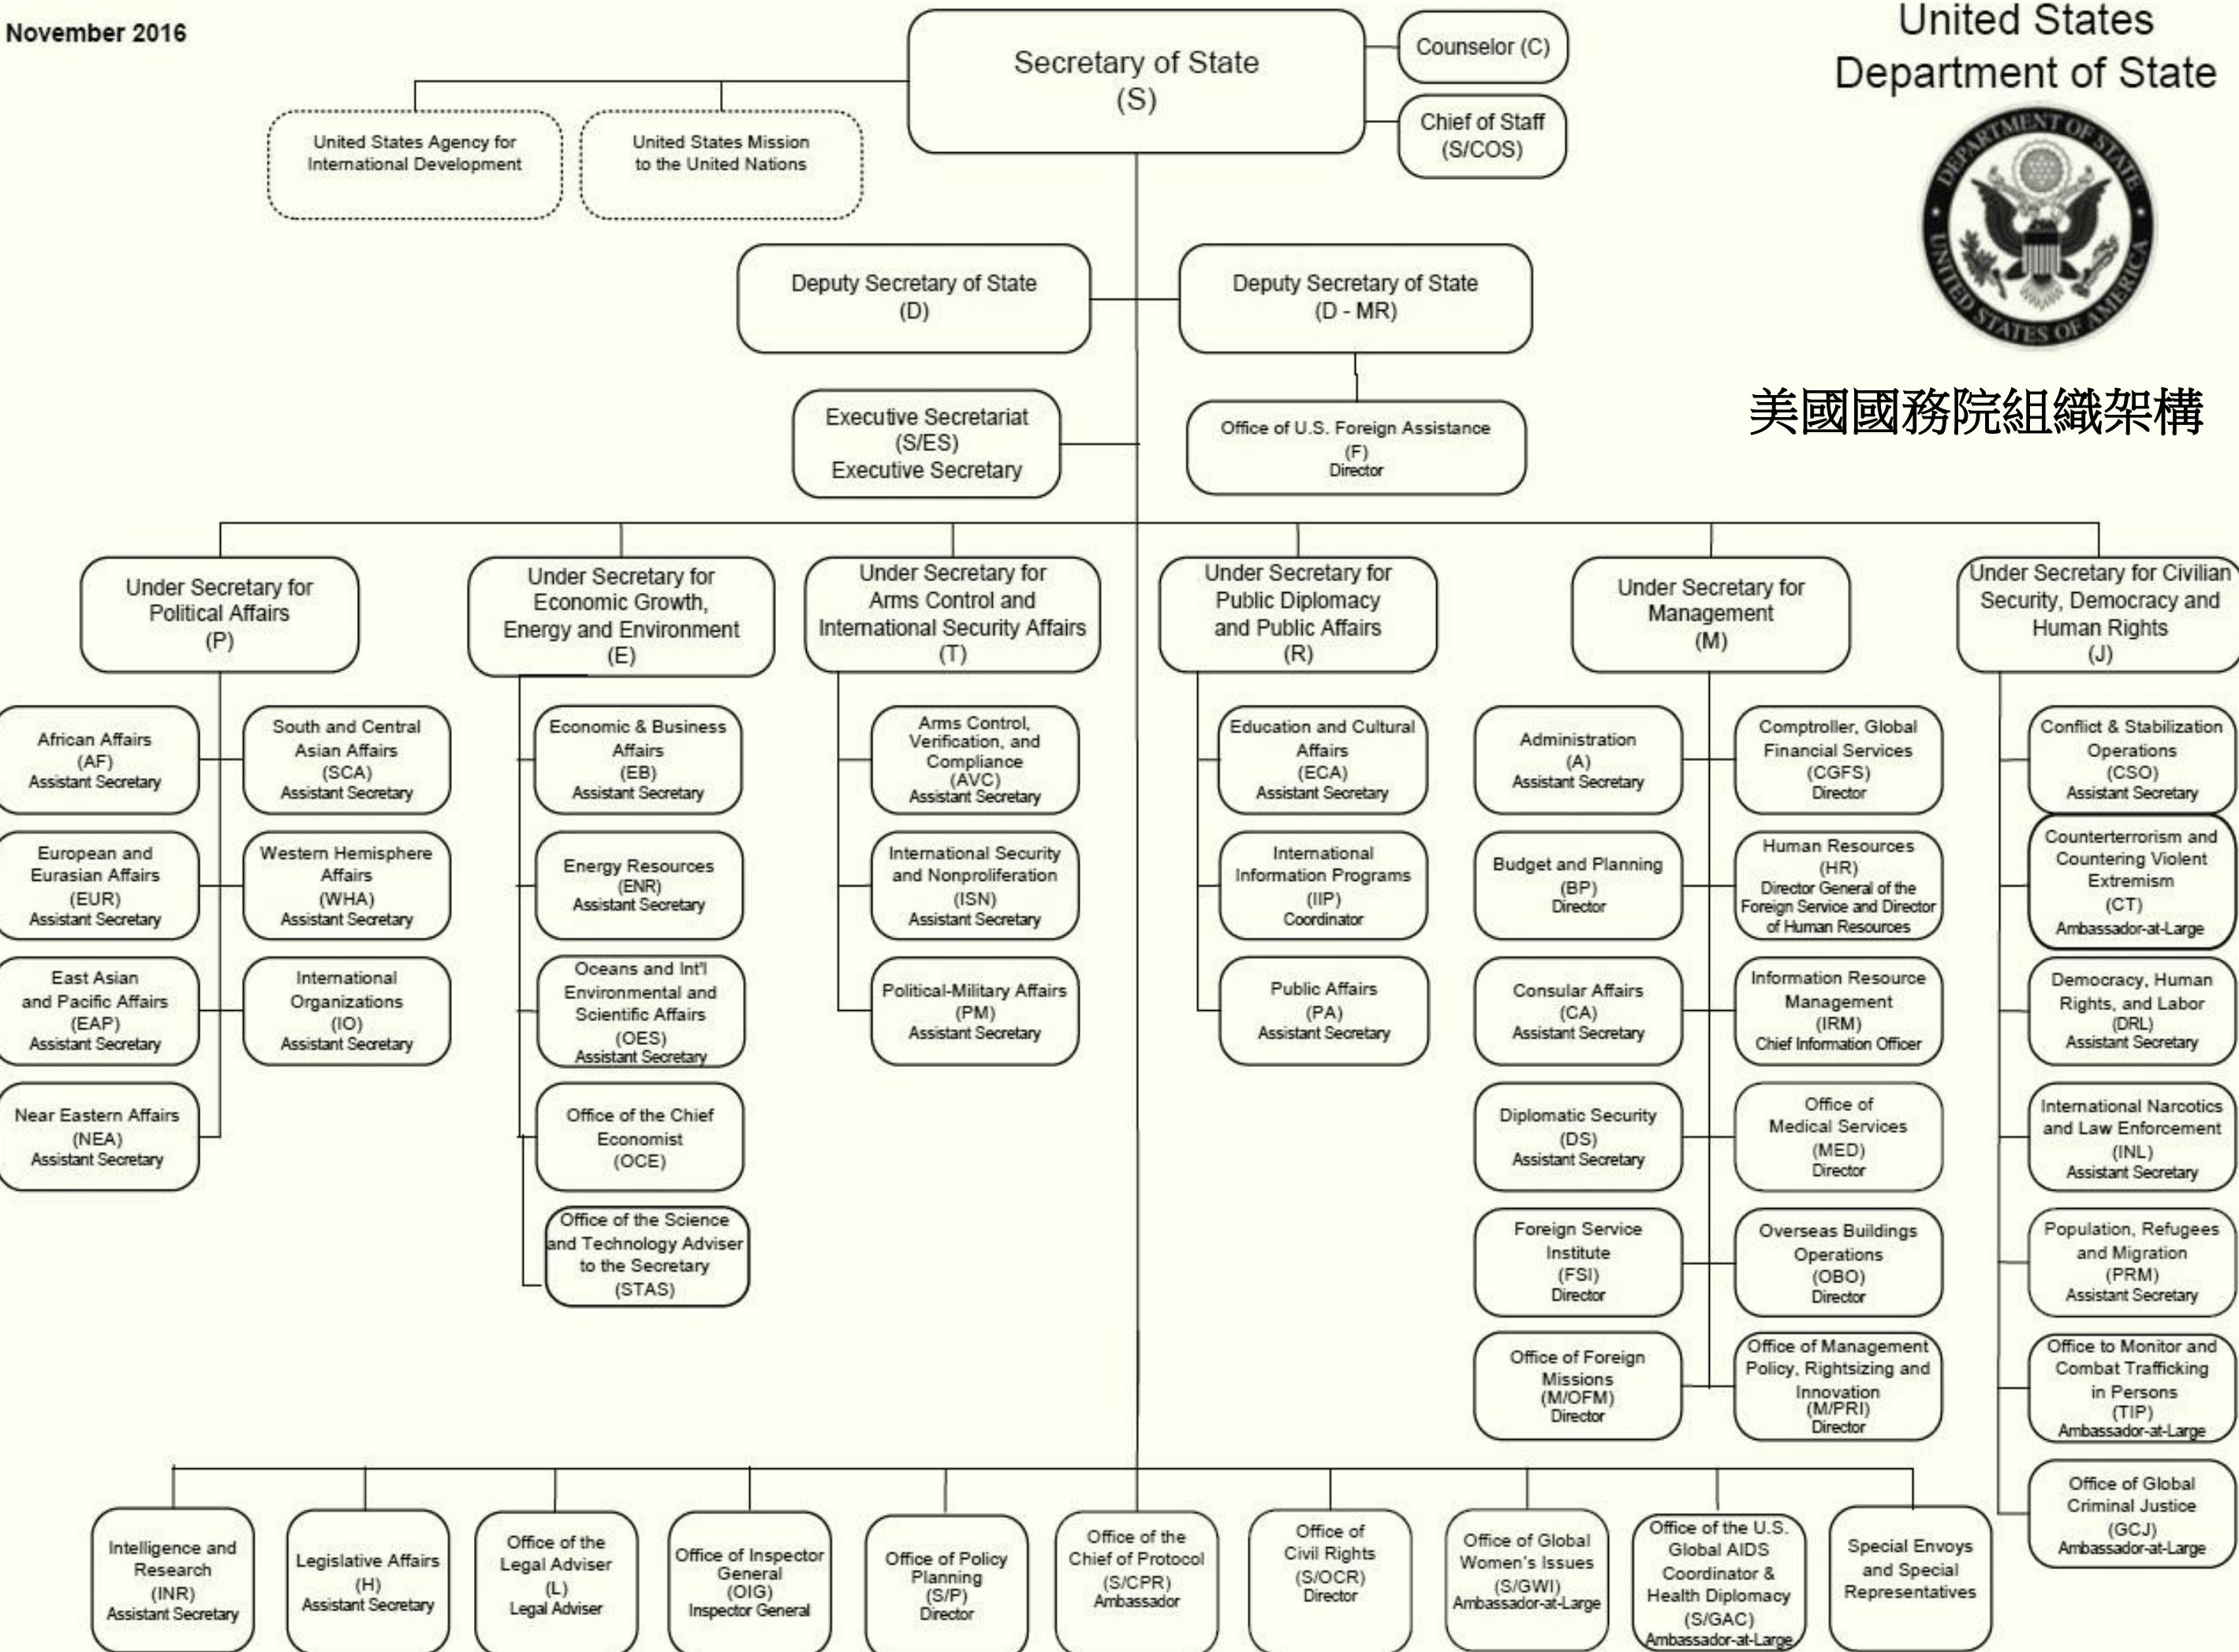 November 2016
United States
Department of State
DEPARTMENT OF STATE
UNITED STATES OF AMERICA
美國國務院組織架構
Secretary of State
(S)
Counselor (C)
Chief of Staff
(S/COS)
United States Agency for
International Development
United States Mission
to the United Nations
Deputy Secretary of State
(D)
Deputy Secretary of State
(D - MR)
Executive Secretariat
(S/ES)
Executive Secretary
Office of U.S. Foreign Assistance
(F)
Director
Under Secretary for
Political Affairs
(P)
Under Secretary for
Economic Growth,
Energy and Environment
(E)
Under Secretary for
Arms Control and
International Security Affairs
(T)
Under Secretary for
Public Diplomacy
and Public Affairs
(R)
Under Secretary for
Management
(M)
Under Secretary for Civilian
Security, Democracy and
Human Rights
(J)
African Affairs
(AF)
Assistant Secretary
South and Central
Asian Affairs
(SCA)
Assistant Secretary
European and
Eurasian Affairs
(EUR)
Assistant Secretary
Western Hemisphere
Affairs
(WHA)
Assistant Secretary
East Asian
and Pacific Affairs
(EAP)
Assistant Secretary
International
Organizations
(IO)
Assistant Secretary
Near Eastern Affairs
(NEA)
Assistant Secretary
Economic & Business
Affairs
(EB)
Assistant Secretary
Energy Resources
(ENR)
Assistant Secretary
Oceans and Int'l
Environmental and
Scientific Affairs
(OES)
Assistant Secretary
Office of the Chief
Economist
(OCE)
Office of the Science
and Technology Adviser
to the Secretary
(STAS)
Arms Control,
Verification, and
Compliance
(AVC)
Assistant Secretary
International Security
and Nonproliferation
(ISN)
Assistant Secretary
Political-Military Affairs
(PM)
Assistant Secretary
Education and Cultural
Affairs
(ECA)
Assistant Secretary
International
Information Programs
(IIP)
Coordinator
Public Affairs
(PA)
Assistant Secretary
Administration
(A)
Assistant Secretary
Comptroller, Global
Financial Services
(CGFS)
Director
Budget and Planning
(BP)
Director
Human Resources
(HR)
Director General of the
Foreign Service and Director
of Human Resources
Consular Affairs
(CA)
Assistant Secretary
Information Resource
Management
(IRM)
Chief Information Officer
Diplomatic Security
(DS)
Assistant Secretary
Office of
Medical Services
(MED)
Director
Foreign Service
Institute
(FSI)
Director
Overseas Buildings
Operations
(OBO)
Director
Office of Foreign
Missions
(M/OFM)
Director
Office of Management
Policy, Rightsizing and
Innovation
(M/PRI)
Director
Conflict & Stabilization
Operations
(CSO)
Assistant Secretary
Counterterrorism and
Countering Violent
Extremism
(CT)
Ambassador-at-Large
Democracy, Human
Rights, and Labor
(DRL)
Assistant Secretary
International Narcotics
and Law Enforcement
(INL)
Assistant Secretary
Population, Refugees
and Migration
(PRM)
Assistant Secretary
Office to Monitor and
Combat Trafficking
in Persons
(TIP)
Ambassador-at-Large
Office of Global
Criminal Justice
(GCJ)
Ambassador-at-Large
Intelligence and
Research
(INR)
Assistant Secretary
Legislative Affairs
(H)
Assistant Secretary
Office of the
Legal Adviser
(L)
Legal Adviser
Office of Inspector
General
(OIG)
Inspector General
Office of Policy
Planning
(S/P)
Director
Office of the
Chief of Protocol
(S/CPR)
Ambassador
Office of
Civil Rights
(S/OCR)
Director
Office of Global
Women's Issues
(S/GWI)
Ambassador-at-Large
Office of the U.S.
Global AIDS
Coordinator &
Health Diplomacy
(S/GAC)
Ambassador-at-Large
Special Envoys
and Special
Representatives